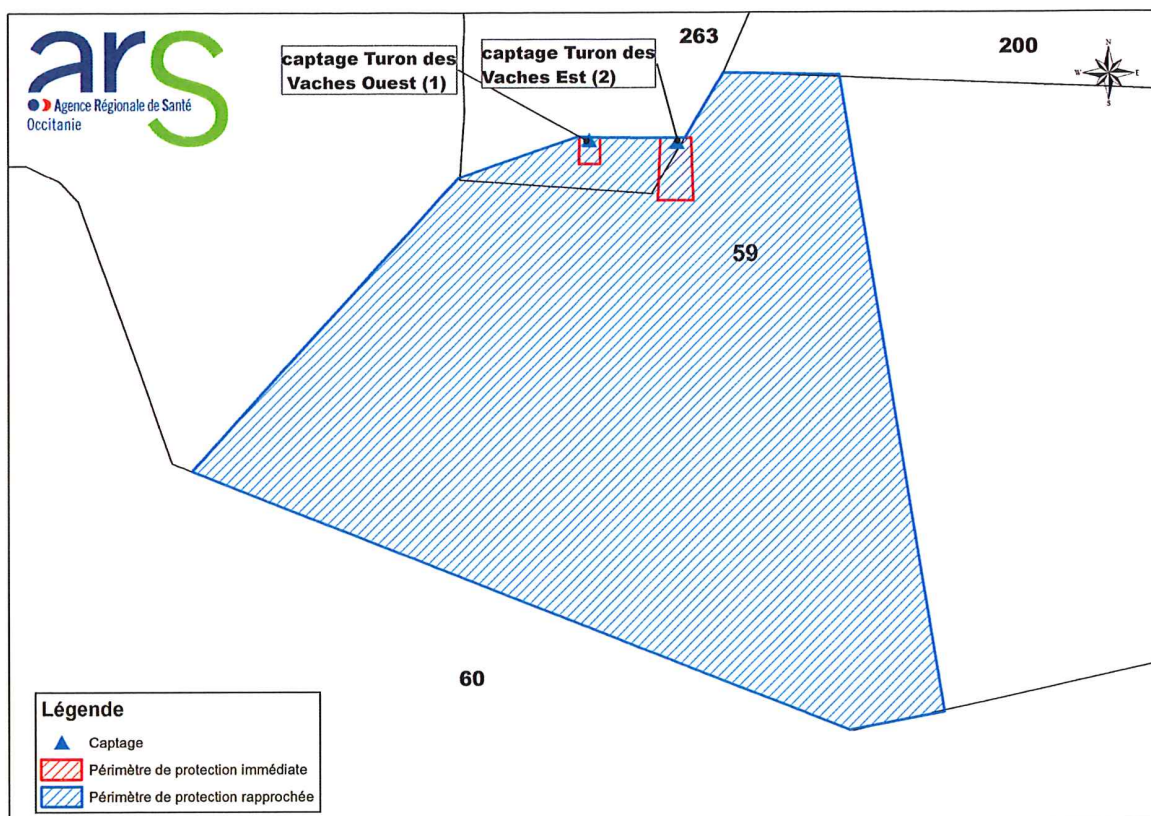 ars
Agence Régionale de Santé
Occitanie
captage Turon des
Vaches Ouest (1)
captage Turon des
Vaches Est (2)
263
200
N
W
E
S
59
60
Légende
Captage
Périmètre de protection immédiate
Périmètre de protection rapprochée